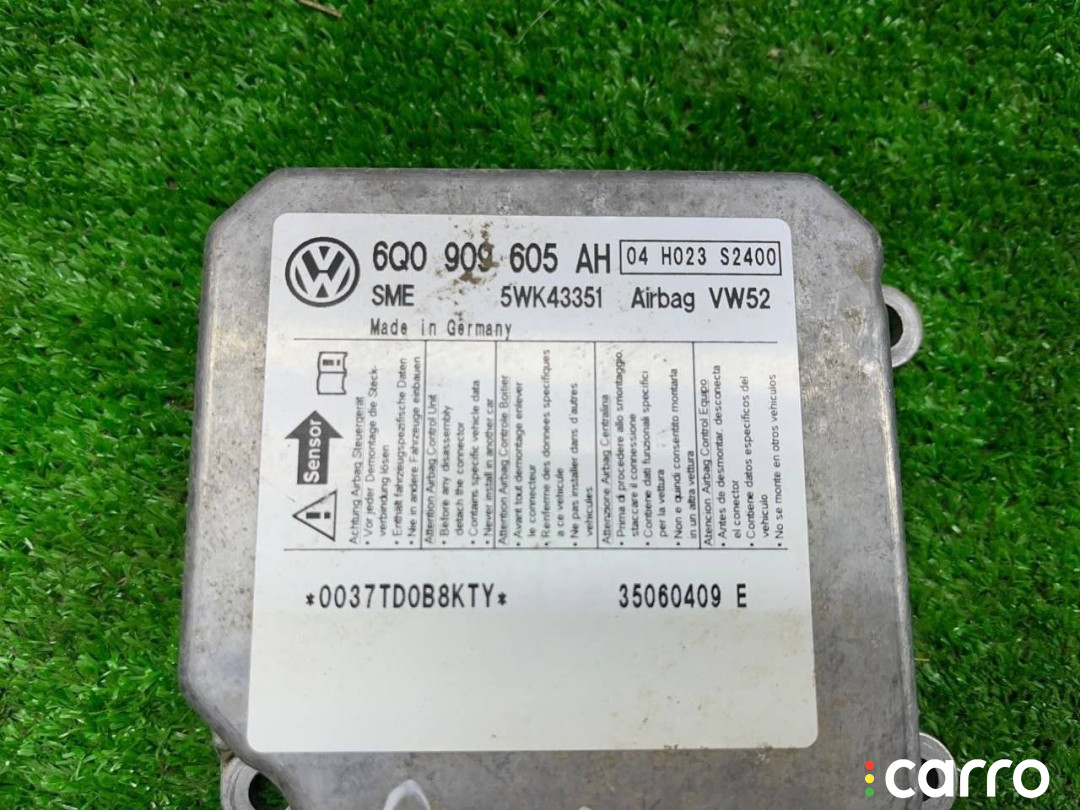 6Q0 909 605 AH 04 H023 S2400
SME 5WK43351 Airbag VW52
Made in Germany
Sensor
Achtung Airbag Steuergerät
• Vor jeder Demontage die Steck-
verbindung lösen
• Enthält fahrzeugspezifische Daten
• Nie in andere Fahrzeuge einbauen
Attention Airbag Control Unit
• Before any disassembly
detach the connector
• Contains specific vehicle data
• Never install in another car
Attention Airbag Controle Boitier
• Avant tout demontage enlever
le connecteur
• Renferme des donnees specifiques
a ce vehicule
• Ne pas installer dans d'autres
vehicules
Attenzione Airbag Centralina
• Prima di procedere allo smontaggio,
staccare il connessione
• Contiene dati funzionali specifici
per la vettura
• Non e quindi consentito montarla
in un altra vettura
Atencion Airbag Control Equipo
• Antes de desmontar, desconecta
el conector
• Contiene datos especificos del
vehiculo
• No se monte en otros vehiculos
*0037TD0B8KTY* 35060409 E
carro